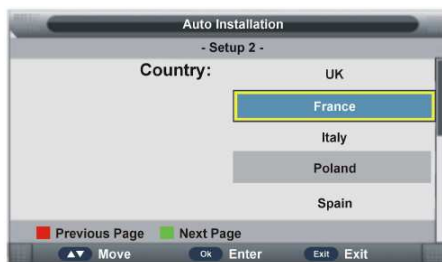 Auto Installation
- Setup 2 -
Country:
UK
France
Italy
Poland
Spain
Previous Page Next Page
▲▼ Move Ok Enter Exit Exit